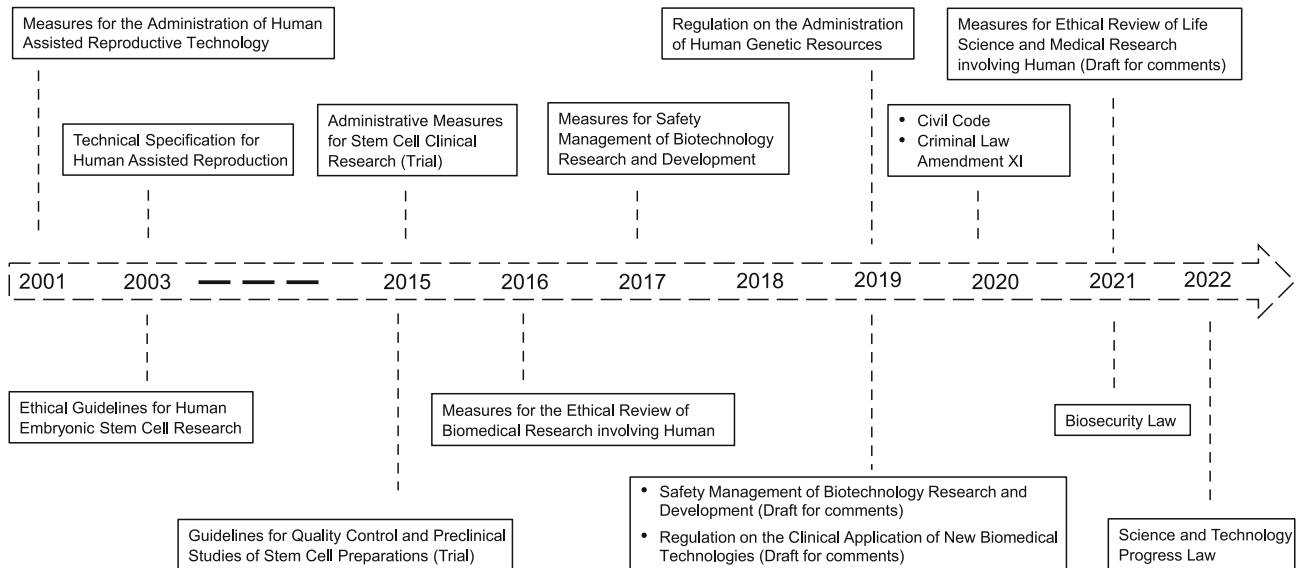 Measures for the Administration of Human
Assisted Reproductive Technology
Regulation on the Administration
of Human Genetic Resources
Measures for Ethical Review of Life
Science and Medical Research
involving Human (Draft for comments)
Technical Specification for
Human Assisted Reproduction
Administrative Measures
for Stem Cell Clinical
Research (Trial)
Measures for Safety
Management of Biotechnology
Research and Development
• Civil Code
• Criminal Law
Amendment XI
2001 2003 2015 2016 2017 2018 2019 2020 2021 2022
Ethical Guidelines for Human
Embryonic Stem Cell Research
Measures for the Ethical Review of
Biomedical Research involving Human
Biosecurity Law
Guidelines for Quality Control and Preclinical
Studies of Stem Cell Preparations (Trial)
• Safety Management of Biotechnology Research and
Development (Draft for comments)
• Regulation on the Clinical Application of New Biomedical
Technologies (Draft for comments)
Science and Technology
Progress Law